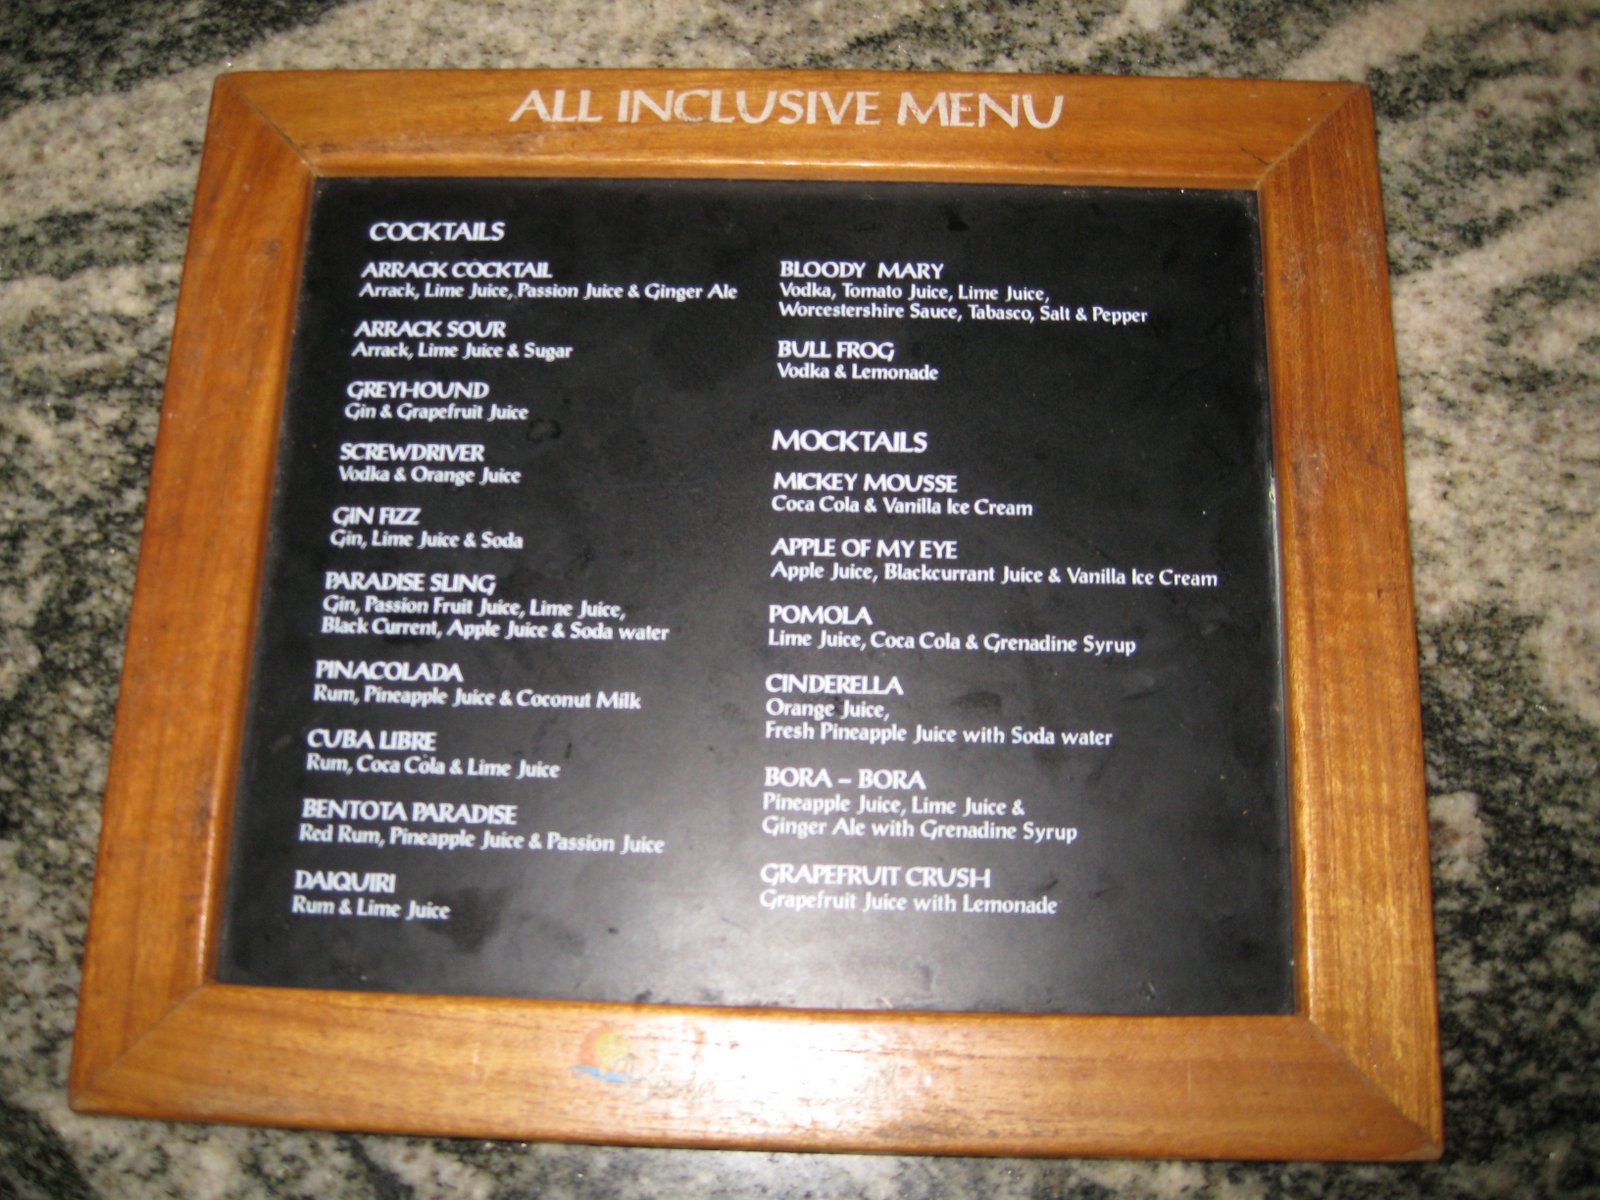 ALL INCLUSIVE MENU
COCKTAILS
ARRACK COCKTAIL
Arrack, Lime Juice, Passion Juice & Ginger Ale
ARRACK SOUR
Arrack, Lime Juice & Sugar
GREYHOUND
Gin & Grapefruit Juice
SCREWDRIVER
Vodka & Orange Juice
GIN FIZZ
Gin, Lime Juice & Soda
PARADISE SLING
Gin, Passion Fruit Juice, Lime Juice,
Black Current, Apple Juice & Soda water
PINACOLADA
Rum, Pineapple Juice & Coconut Milk
CUBA LIBRE
Rum, Coca Cola & Lime Juice
BENTOTA PARADISE
Red Rum, Pineapple Juice & Passion Juice
DAIQUIRI
Rum & Lime Juice
BLOODY MARY
Vodka, Tomato Juice, Lime Juice,
Worcestershire Sauce, Tabasco, Salt & Pepper
BULL FROG
Vodka & Lemonade
MOCKTAILS
MICKEY MOUSSE
Coca Cola & Vanilla Ice Cream
APPLE OF MY EYE
Apple Juice, Blackcurrant Juice & Vanilla Ice Cream
POMOLA
Lime Juice, Coca Cola & Grenadine Syrup
CINDERELLA
Orange Juice,
Fresh Pineapple Juice with Soda water
BORA – BORA
Pineapple Juice, Lime Juice &
Ginger Ale with Grenadine Syrup
GRAPEFRUIT CRUSH
Grapefruit Juice with Lemonade